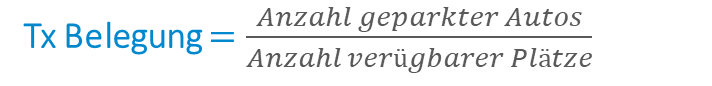 Tx Belegung = Anzahl geparkter Autos
Anzahl verügbarer Plätze